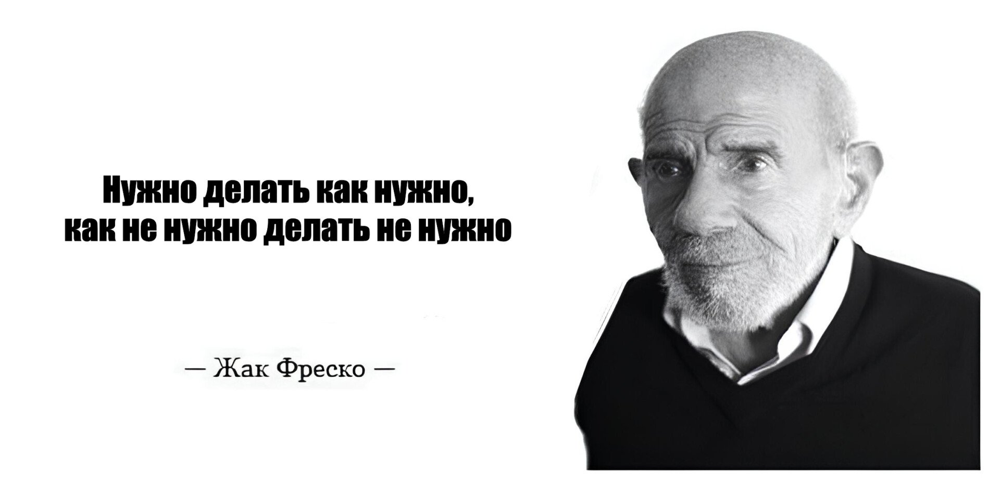 Нужно делать как нужно,
как не нужно делать не нужно
— Жак Фреско —